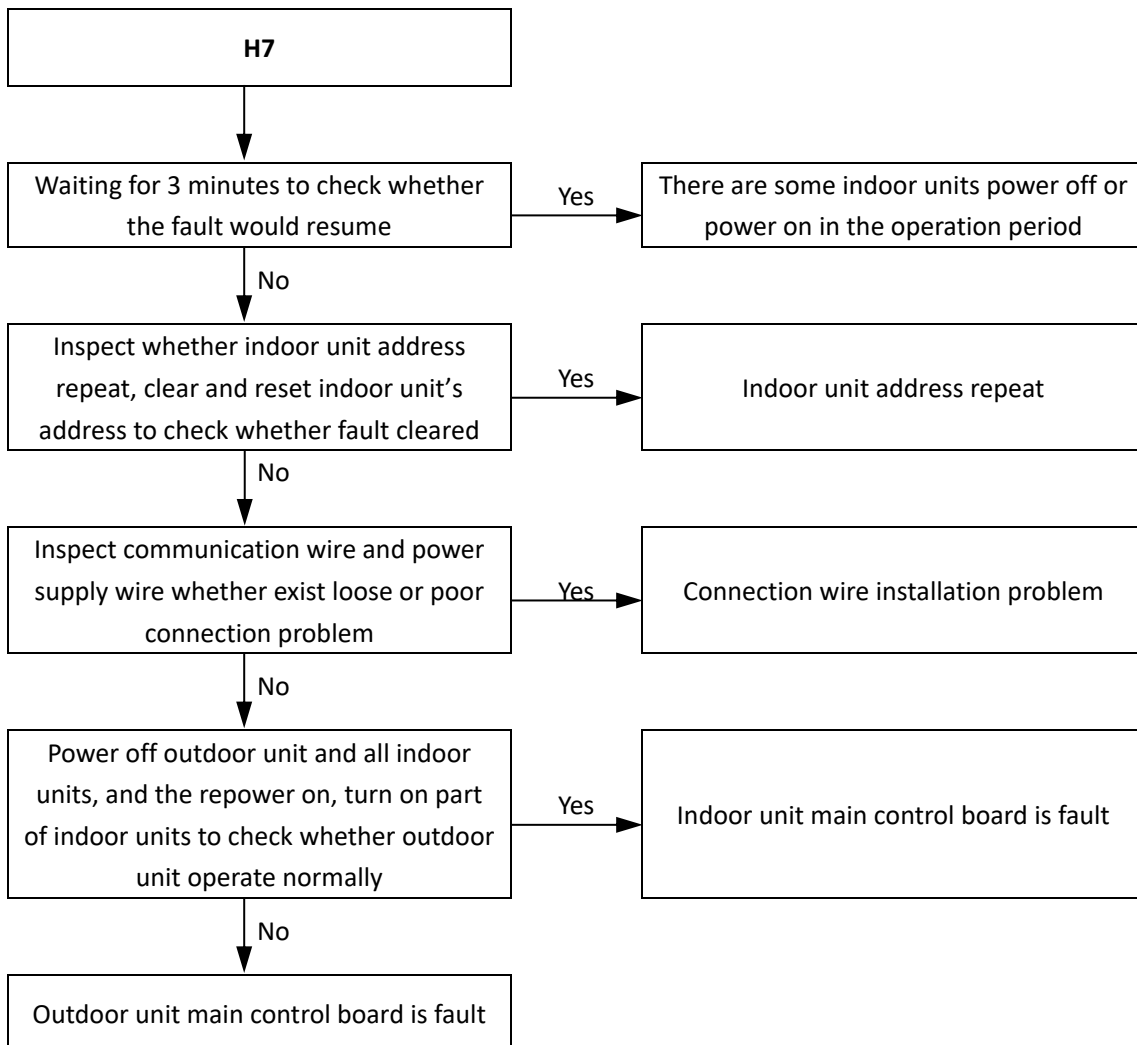 H7
Waiting for 3 minutes to check whether
the fault would resume
Yes
There are some indoor units power off or
power on in the operation period
No
Inspect whether indoor unit address
repeat, clear and reset indoor unit’s
address to check whether fault cleared
Yes
Indoor unit address repeat
No
Inspect communication wire and power
supply wire whether exist loose or poor
connection problem
Yes
Connection wire installation problem
No
Power off outdoor unit and all indoor
units, and the repower on, turn on part
of indoor units to check whether outdoor
unit operate normally
Yes
Indoor unit main control board is fault
No
Outdoor unit main control board is fault